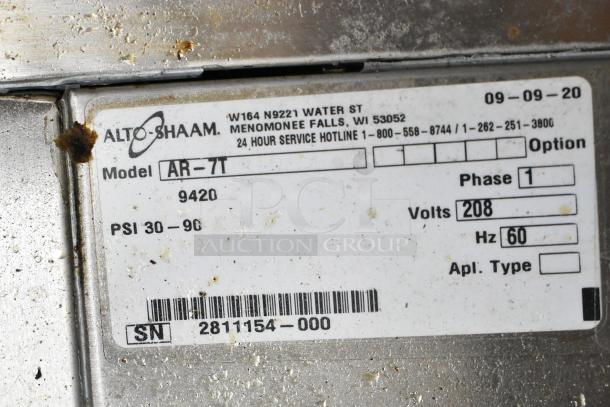 09-09-20
W164 N9221 WATER ST
ALTO-SHAAM. MENOMONEE FALLS, WI 53052
24 HOUR SERVICE HOTLINE 1-800-558-8744 / 1-262-251-3800
Model AR-7T Option
9420 Phase 1
PSI 30-90 Volts 208
PCI
AUCTION GROUP
Hz 60
Apl. Type
SN 2811154-000